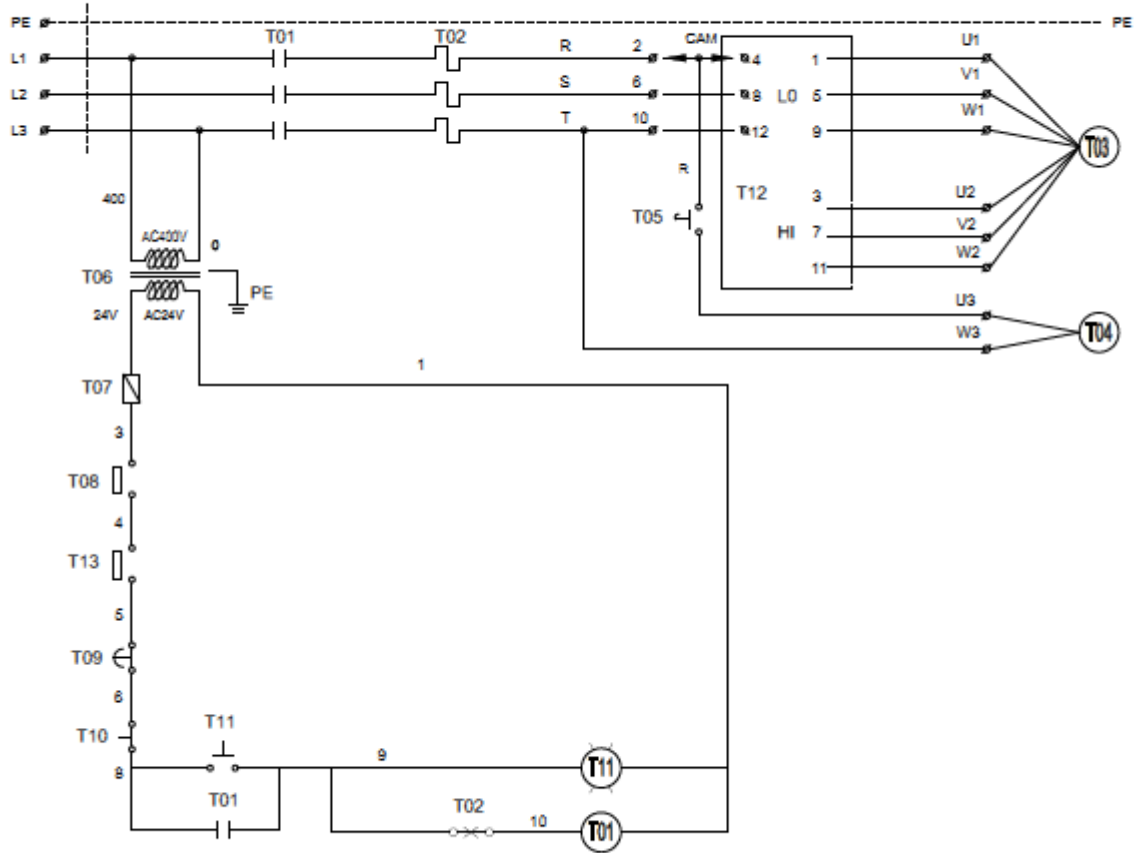 PE PE
L1 T01 T02 R 2 CAM 4 1 U1
L2 S 6 8 LO 5 V1
L3 T 10 12 9 W1
T03
R
T12 3 U2
T05 HI 7 V2
11 W2
400
AC400V 0
T06
PE
24V AC24V
U3
T04
W3
1
T07
3
T08
4
T13
5
T09
6
T11
T10
9
8 T11
T01 T02 10 T01